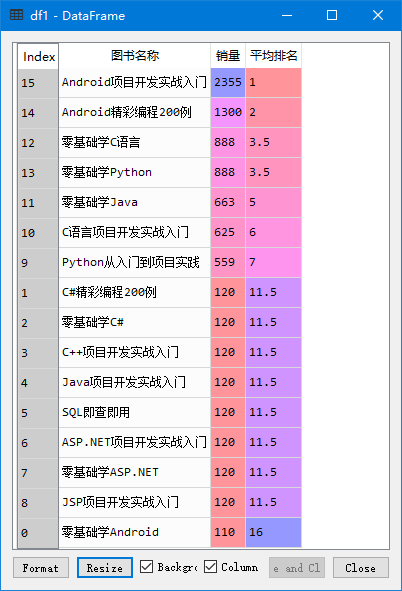 df1 - DataFrame
Index 图书名称 销量 平均排名
15 Android项目开发实战入门 2355 1
14 Android精彩编程200例 1300 2
12 零基础学C语言 888 3.5
13 零基础学Python 888 3.5
11 零基础学Java 663 5
10 C语言项目开发实战入门 625 6
9 Python从入门到项目实践 559 7
1 C#精彩编程200例 120 11.5
2 零基础学C# 120 11.5
3 C++项目开发实战入门 120 11.5
4 Java项目开发实战入门 120 11.5
5 SQL即查即用 120 11.5
6 ASP.NET项目开发实战入门 120 11.5
7 零基础学ASP.NET 120 11.5
8 JSP项目开发实战入门 120 11.5
0 零基础学Android 110 16
Format Resize Backgr Column e and Cl Close